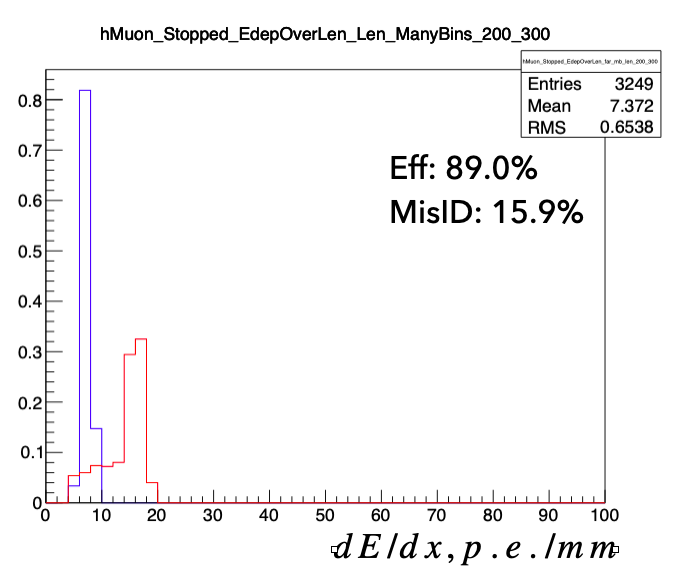 hMuon_Stopped_EdepOverLen_Len_ManyBins_200_300
hMuon_Stopped_EdepOverLen_far_mb_len_200_300
Entries 3249
Mean 7.372
RMS 0.6538
Eff: 89.0%
MisID: 15.9%
0.8
0.7
0.6
0.5
0.4
0.3
0.2
0.1
0
0 10 20 30 40 50 60 70 80 90 100
dE/dx, p.e./mm